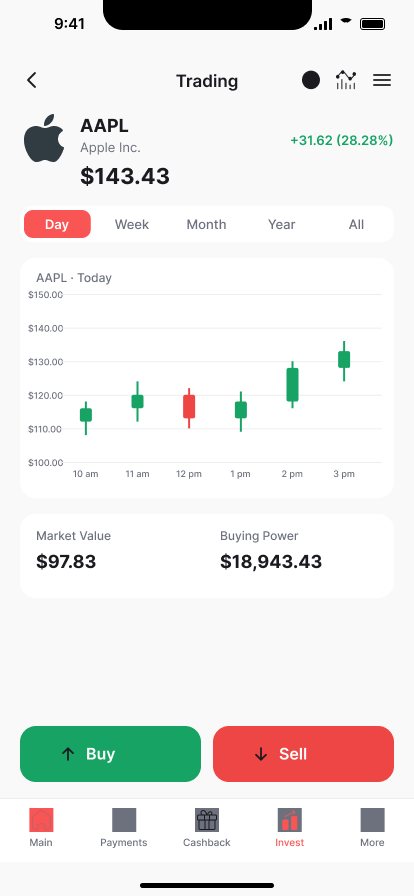 9:41
Trading
AAPL
Apple Inc.
+31.62 (28.28%)
$143.43
Day Week Month Year All
AAPL · Today
$150.00
$140.00
$130.00
$120.00
$110.00
$100.00
10 am 11 am 12 pm 1 pm 2 pm 3 pm
Market Value Buying Power
$97.83 $18,943.43
Buy Sell
Main Payments Cashback Invest More